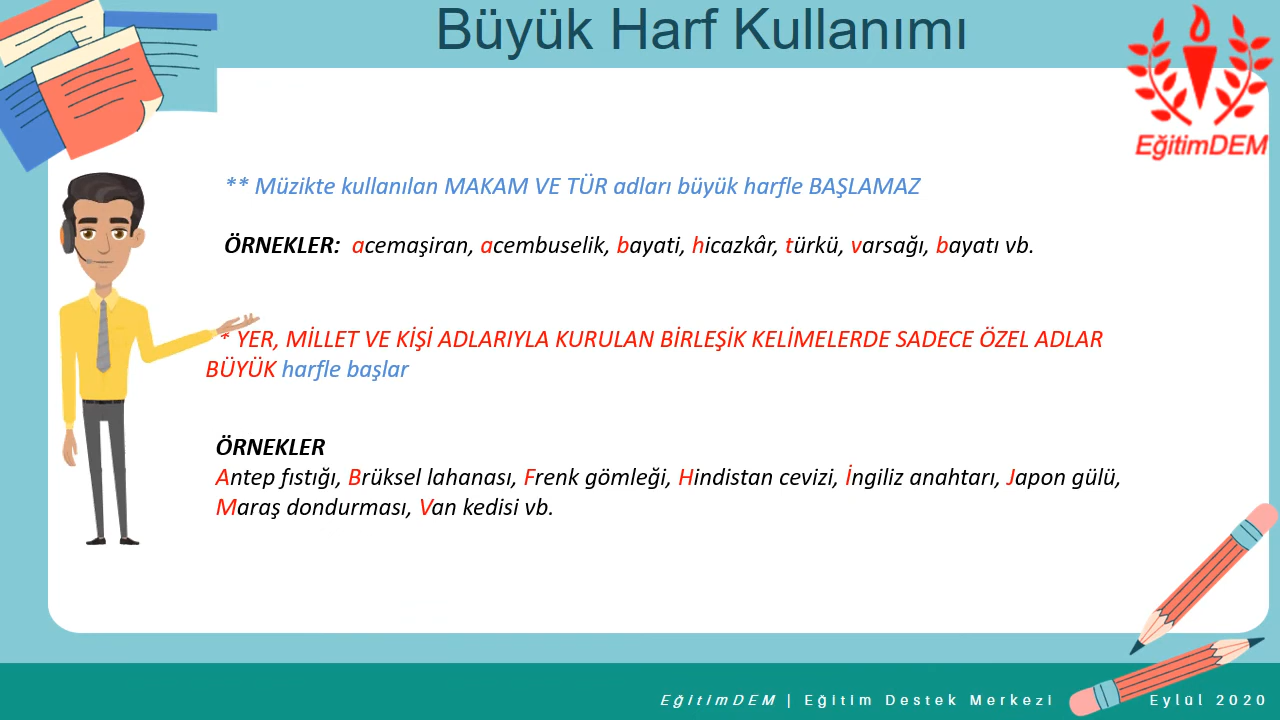 Büyük Harf Kullanımı
EğitimDEM
** Müzikte kullanılan MAKAM VE TÜR adları büyük harfle BAŞLAMAZ
ÖRNEKLER: acemaşiran, acembuselik, bayati, hicazkâr, türkü, varsağı, bayatı vb.
* YER, MİLLET VE KİŞİ ADLARIYLA KURULAN BİRLEŞİK KELİMELERDE SADECE ÖZEL ADLAR
BÜYÜK harfle başlar
ÖRNEKLER
Antep fıstığı, Brüksel lahanası, Frenk gömleği, Hindistan cevizi, İngiliz anahtarı, Japon gülü,
Maraş dondurması, Van kedisi vb.
EğitimDEM | Eğitim Destek Merkezi Eylül 2020